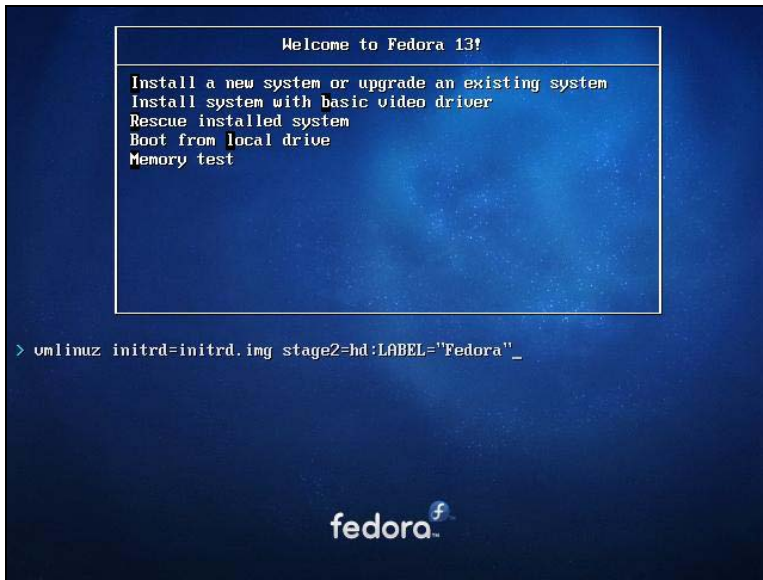 Welcome to Fedora 13!
Install a new system or upgrade an existing system
Install system with basic video driver
Rescue installed system
Boot from local drive
Memory test
> vmlinuz initrd=initrd.img stage2=hd:LABEL="Fedora"_
fedora™